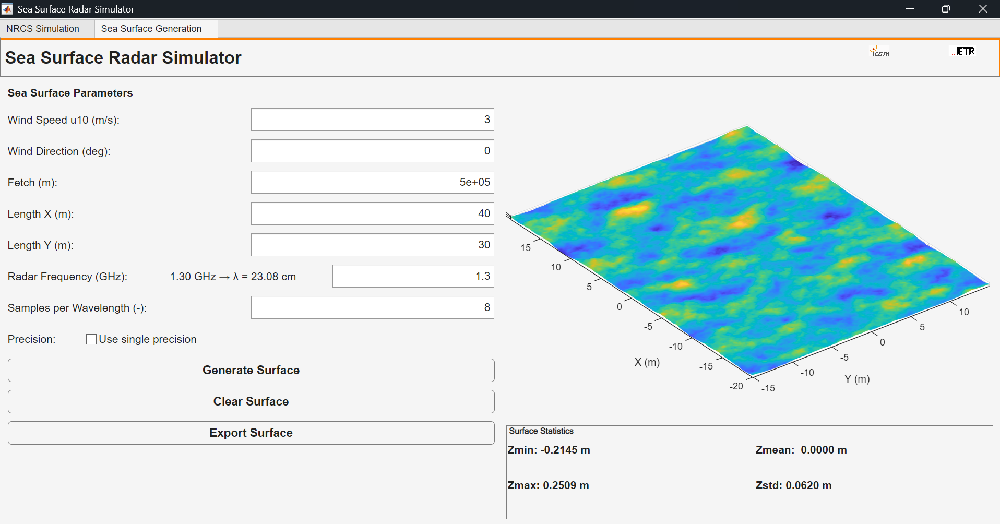 Sea Surface Radar Simulator
NRCS Simulation
Sea Surface Generation
Sea Surface Radar Simulator
icam
..IETR
Sea Surface Parameters
Wind Speed u10 (m/s):
3
Wind Direction (deg):
0
Fetch (m):
5e+05
Length X (m):
40
Length Y (m):
30
Radar Frequency (GHz):
1.30 GHz → λ = 23.08 cm
1.3
Samples per Wavelength (-):
8
Precision:
Use single precision
Generate Surface
Clear Surface
Export Surface
15
10
5
0
-5
-10
-15
-20
X (m)
-15
-10
-5
0
5
10
Y (m)
Surface Statistics
Zmin: -0.2145 m
Zmean: 0.0000 m
Zmax: 0.2509 m
Zstd: 0.0620 m